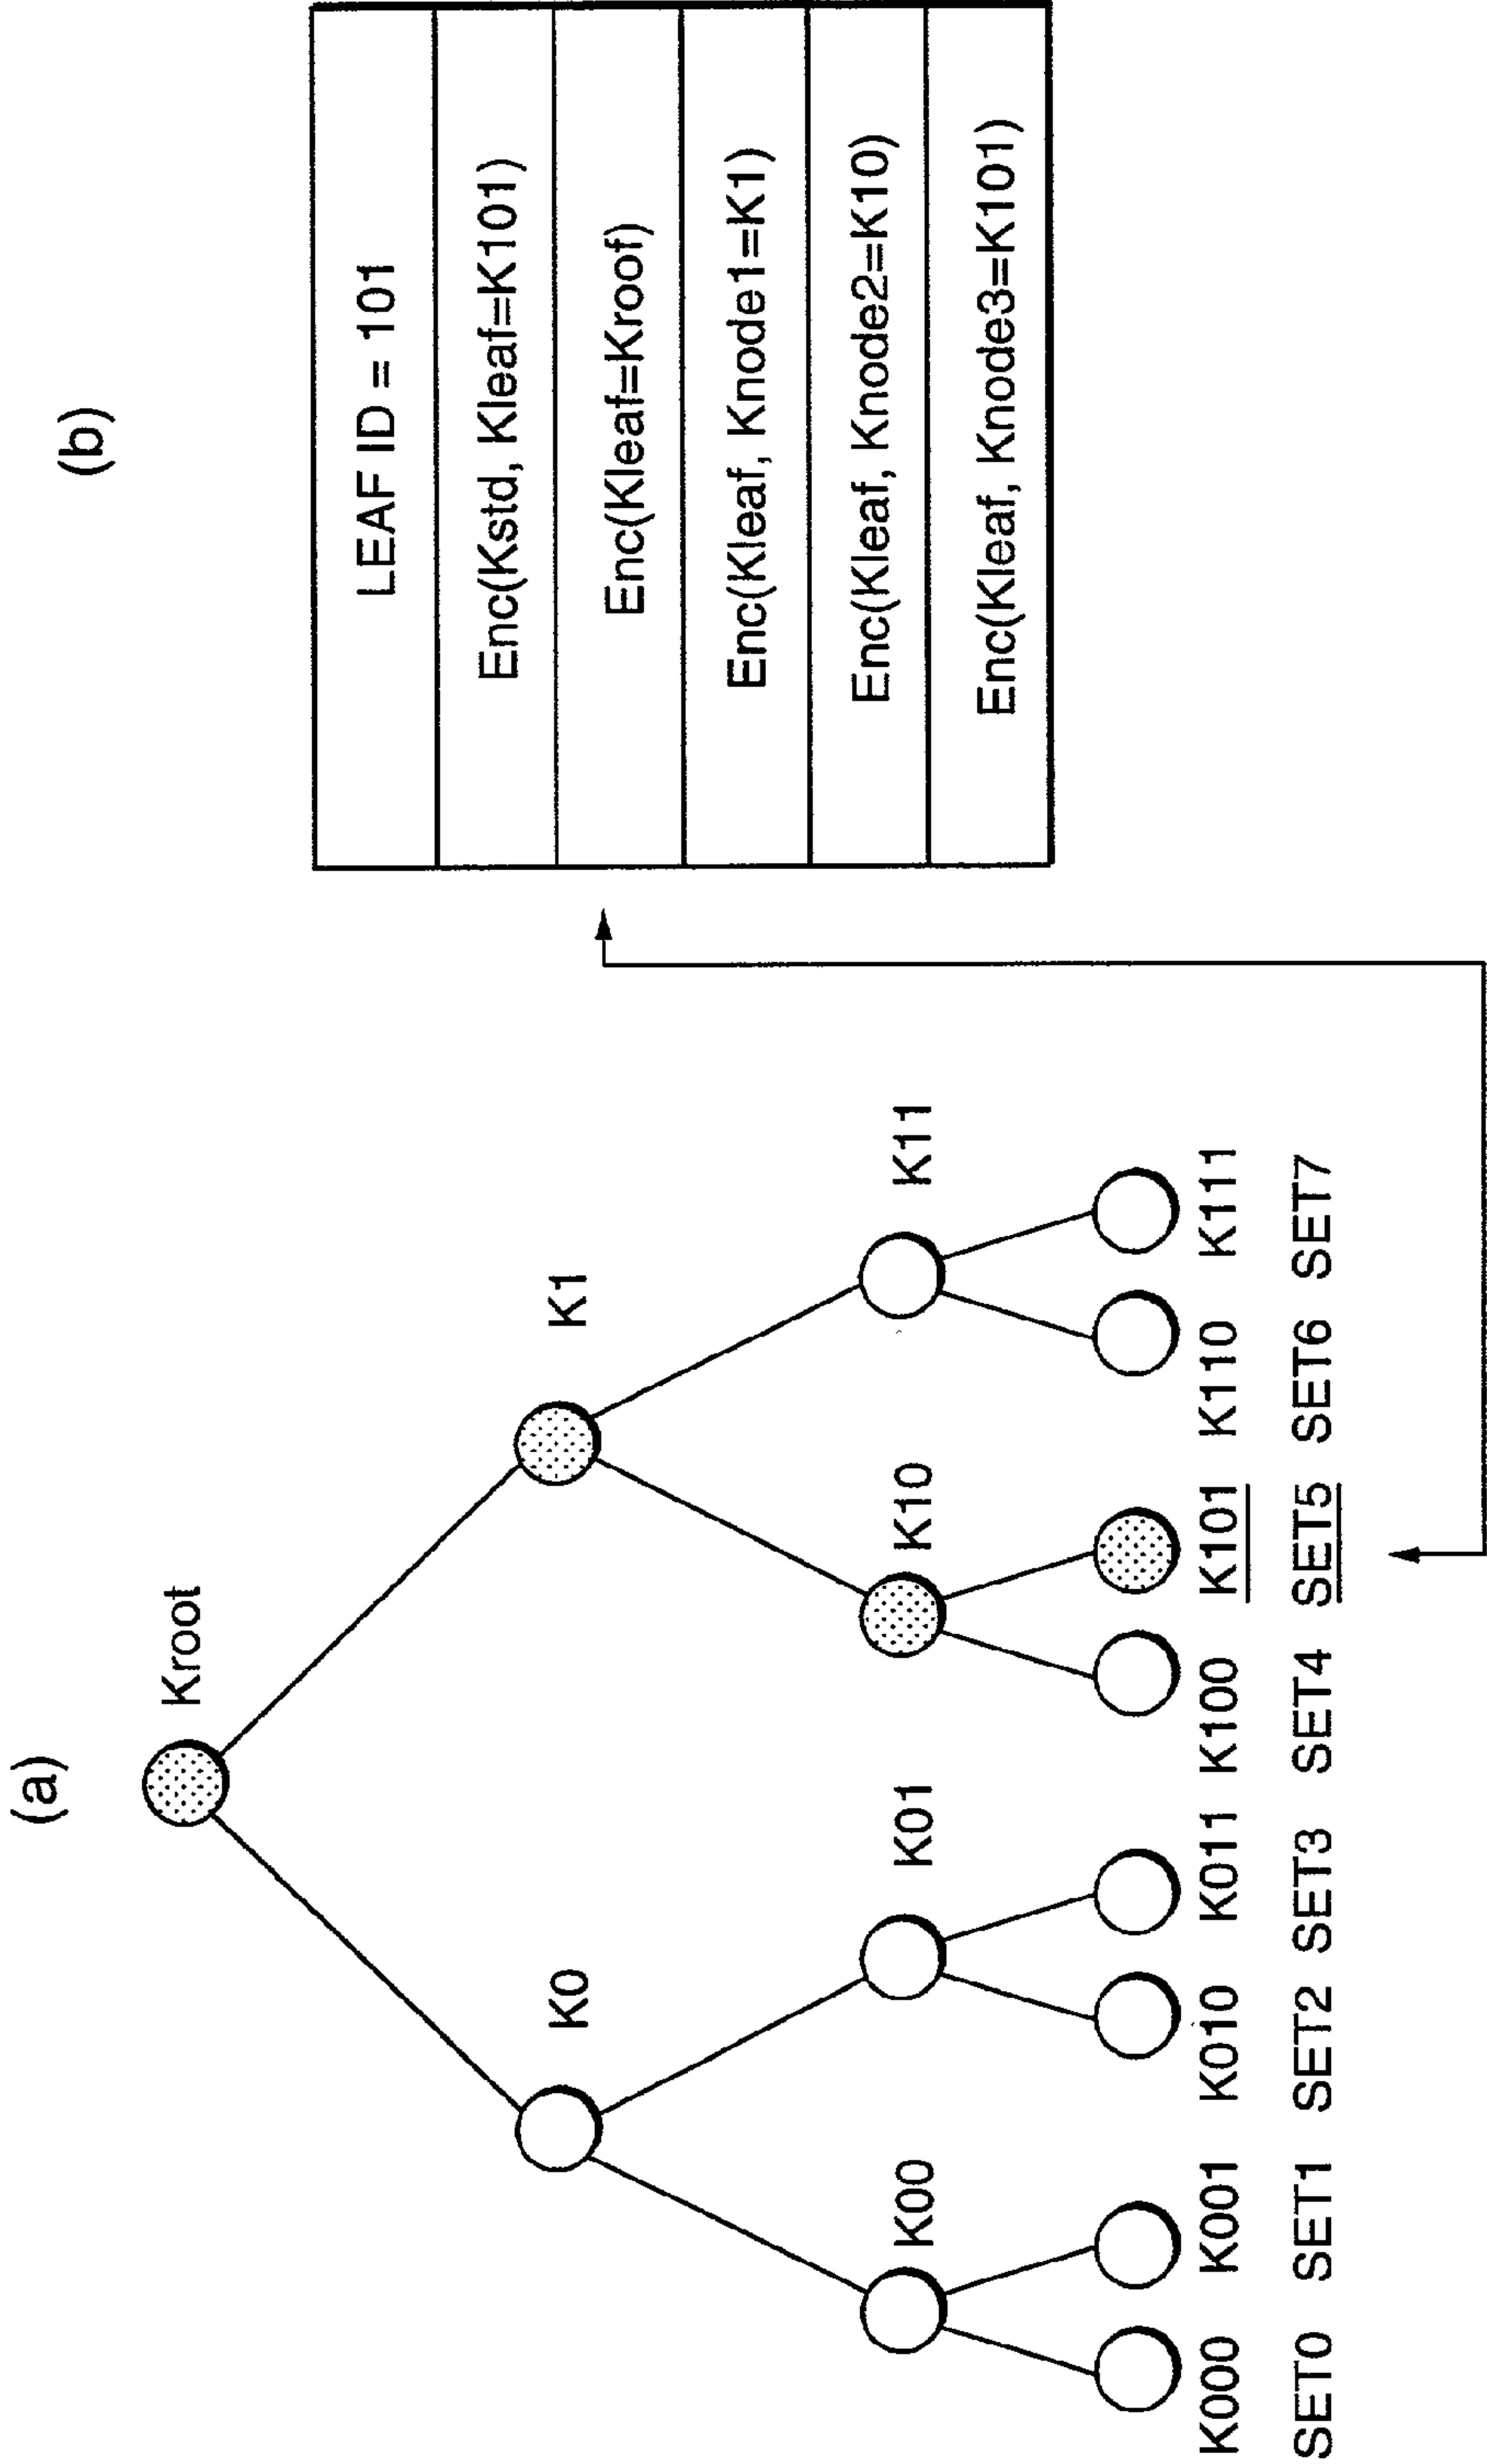 (a)
Kroot
K0
K1
K00
K01
K10
K11
K000 K001 K010 K011 K100 K101 K110 K111
SET0 SET1 SET2 SET3 SET4 SET5 SET6 SET7
(b)
LEAF ID = 101
Enc(Kstd, Kleaf=K101)
Enc(Kleaf=Kroof)
Enc(Kleaf, Knode1=K1)
Enc(Kleaf, Knode2=K10)
Enc(Kleaf, Knode3=K101)